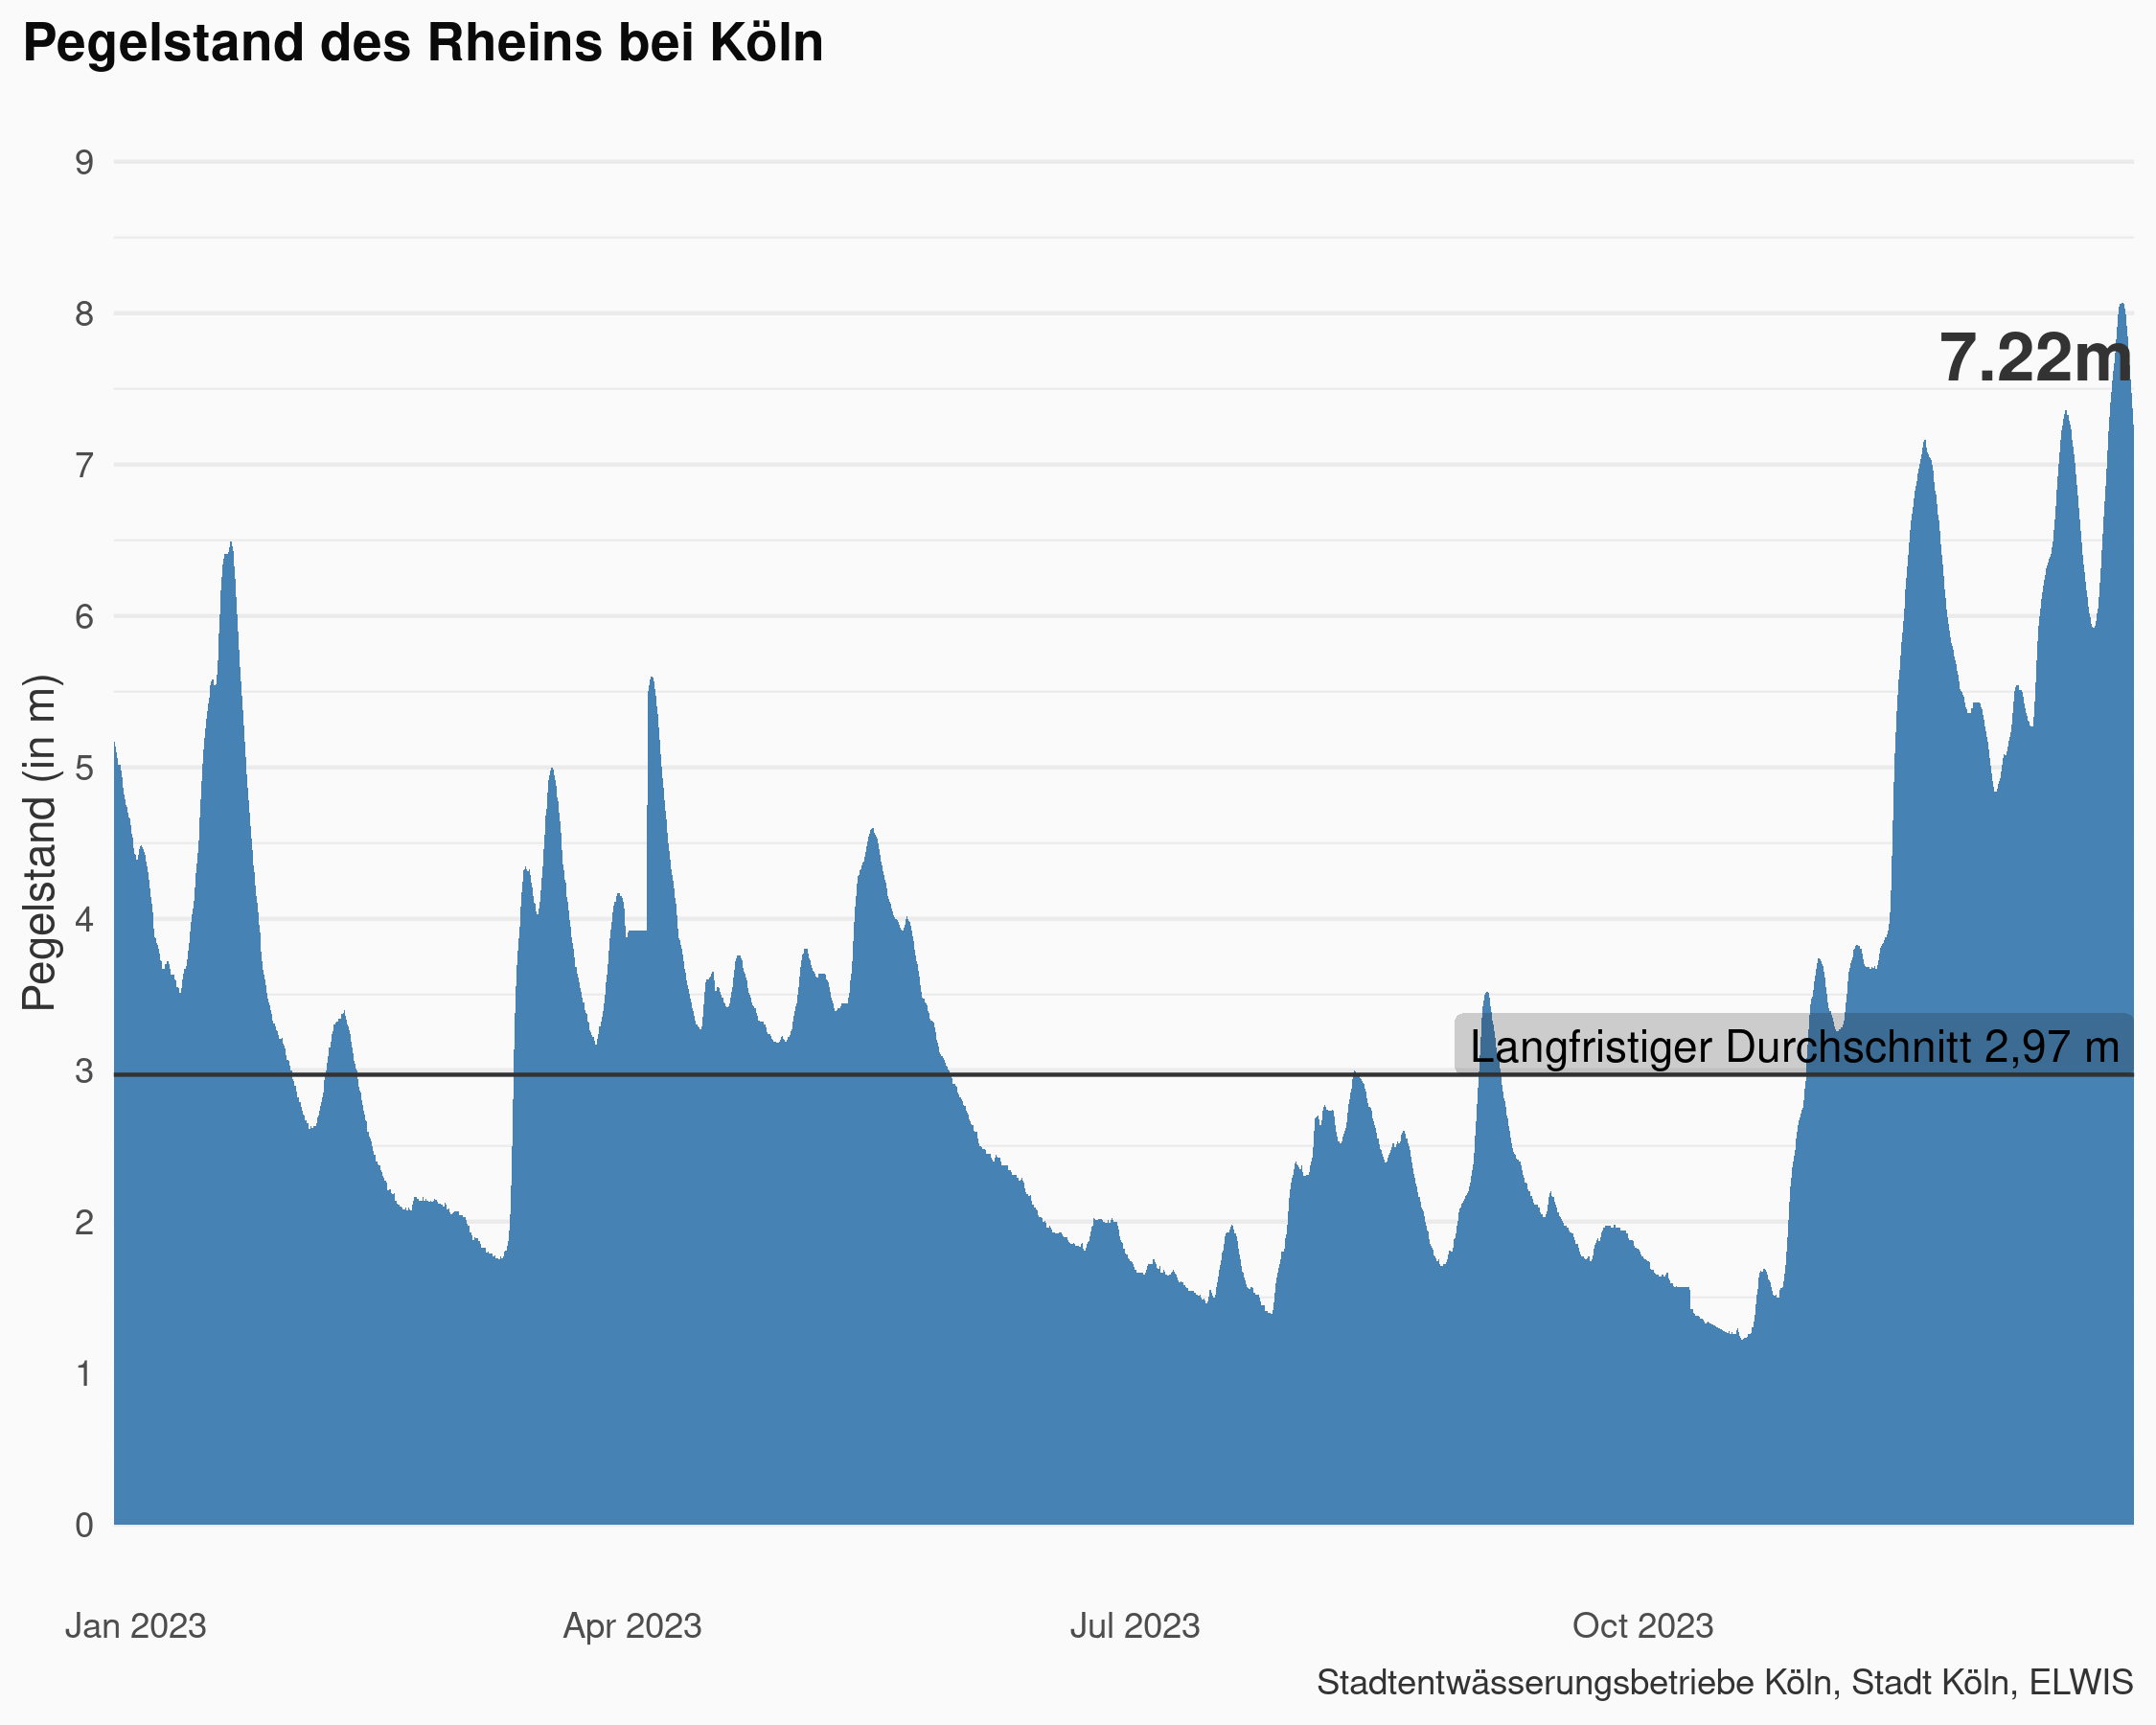 Pegelstand des Rheins bei Köln
9
8
7.22m
7
6
5
Pegelstand (in m)
4
Langfristiger Durchschnitt 2,97 m
3
2
1
0
Jan 2023
Apr 2023
Jul 2023
Oct 2023
Stadtentwässerungsbetriebe Köln, Stadt Köln, ELWIS